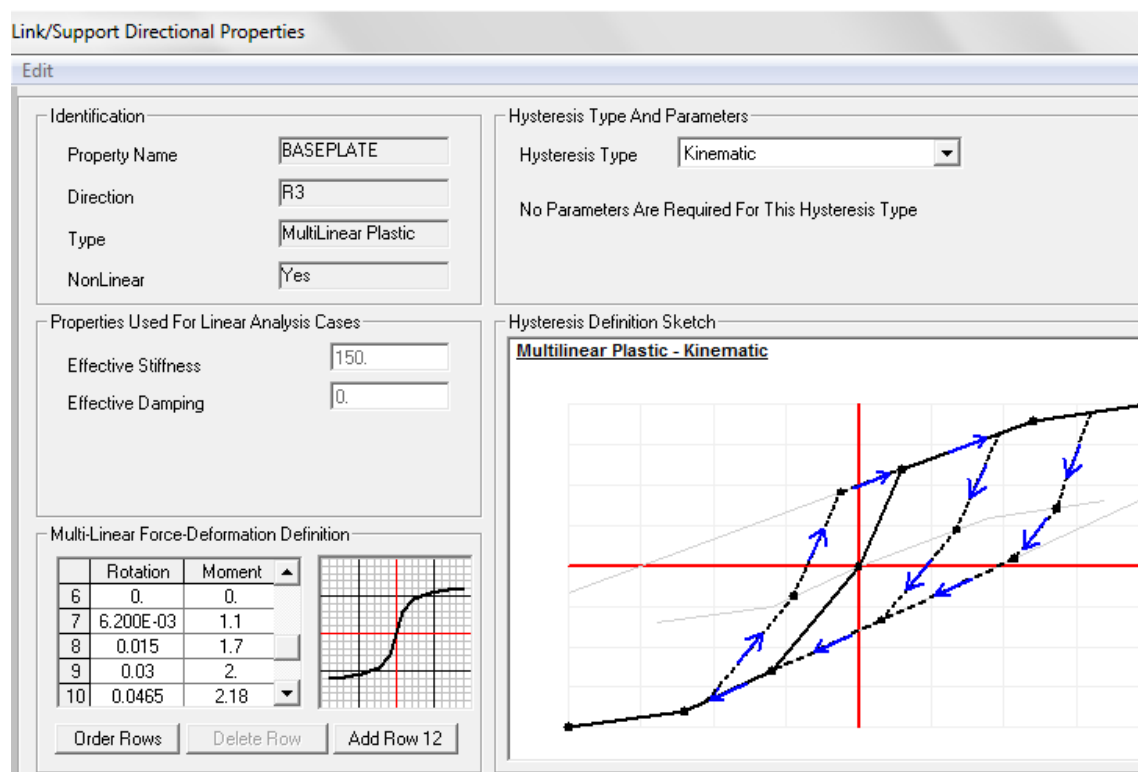 Link/Support Directional Properties
Edit
Identification
Property Name BASEPLATE
Direction R3
Type MultiLinear Plastic
NonLinear Yes
Hysteresis Type And Parameters
Hysteresis Type Kinematic
No Parameters Are Required For This Hysteresis Type
Properties Used For Linear Analysis Cases
Effective Stiffness 150.
Effective Damping 0.
Hysteresis Definition Sketch
Multilinear Plastic - Kinematic
Multi-Linear Force-Deformation Definition
Rotation Moment
6 0. 0.
7 6.200E-03 1.1
8 0.015 1.7
9 0.03 2.
10 0.0465 2.18
Order Rows Delete Row Add Row 12